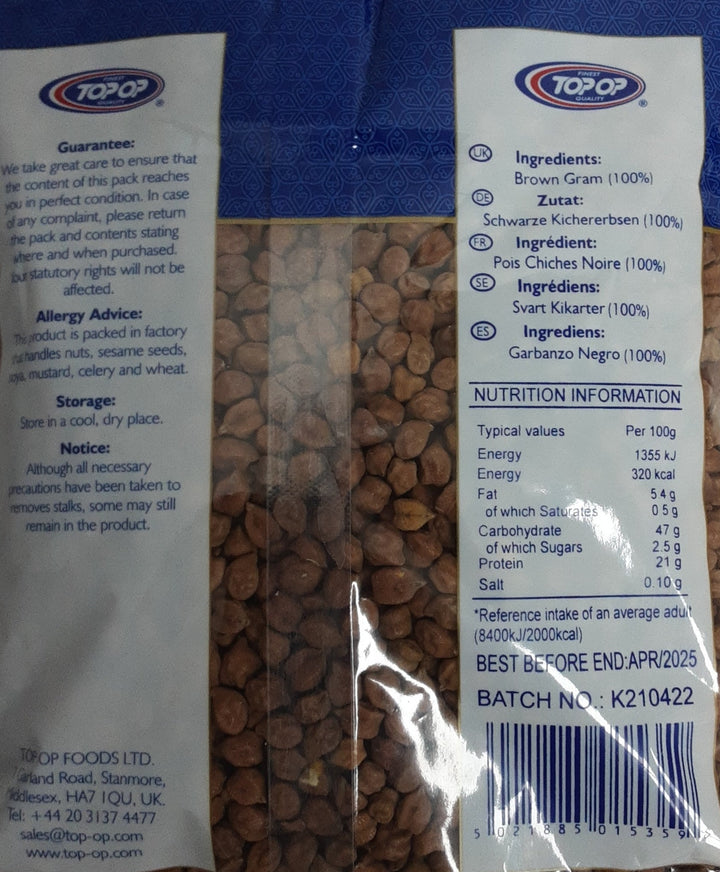 FINEST
TOPOP
QUALITY
®
Guarantee:
We take great care to ensure that
the content of this pack reaches
you in perfect condition. In case
of any complaint, please return
the pack and contents stating
where and when purchased.
Your statutory rights will not be
affected.
Allergy Advice:
This product is packed in factory
that handles nuts, sesame seeds,
soya, mustard, celery and wheat.
Storage:
Store in a cool, dry place.
Notice:
Although all necessary
precautions have been taken to
removes stalks, some may still
remain in the product.
TOP OP FOODS LTD.
Road, Stanmore,
Middlesex, HA7 1QU, UK.
Tel: +44 20 3137 4477
sales@top-op.com
www.top-op.com
FINEST
TOPOP
QUALITY
®
UK Ingredients:
Brown Gram (100%)
DE Zutat:
Schwarze Kichererbsen (100%)
FR Ingrédient:
Pois Chiches Noire (100%)
SE Ingrédiens:
Svart Kikarter (100%)
ES Ingrediens:
Garbanzo Negro (100%)
NUTRITION INFORMATION
Typical values Per 100g
Energy 1355 kJ
Energy 320 kcal
Fat 5 4 g
of which Saturates 0 5 g
Carbohydrate 47 g
of which Sugars 2.5 g
Protein 21 g
Salt 0.10 g
*Reference intake of an average adult
(8400kJ/2000kcal)
BEST BEFORE END:APR/2025
BATCH NO.: K210422
5 021885 015359 >